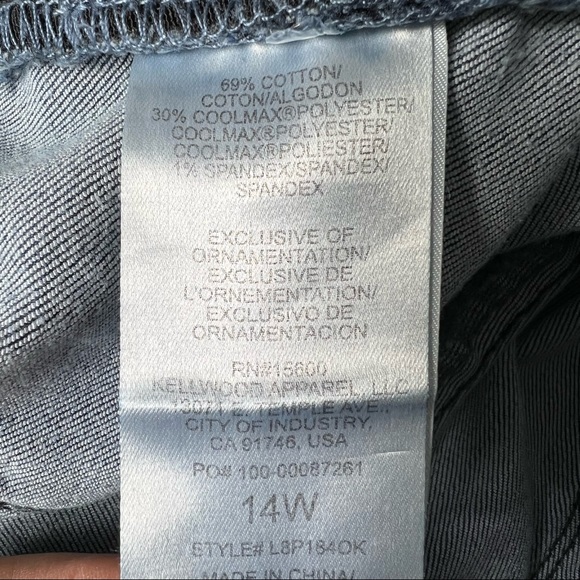 69% COTTON/
COTON/ALGODON
30% COOLMAX®POLYESTER/
COOLMAX®POLYESTER/
COOLMAX®POLIESTER/
1% SPANDEX/SPANDEX/
SPANDEX
EXCLUSIVE OF
ORNAMENTATION/
EXCLUSIVE DE
L'ORNEMENTATION/
EXCLUSIVO DE
ORNAMENTACION
RN#15600
KELLWOOD APPAREL, LLC
TEMPLE AVE.,
CITY OF INDUSTRY,
CA 91746, USA
PO# 100-00087261
14W
STYLE# L8P184OK
MADE IN CHINA/